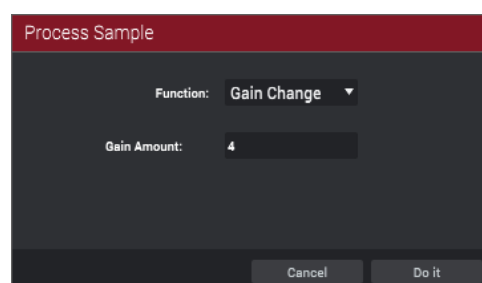 Process Sample
Function: Gain Change
Gain Amount: 4
Cancel Do it